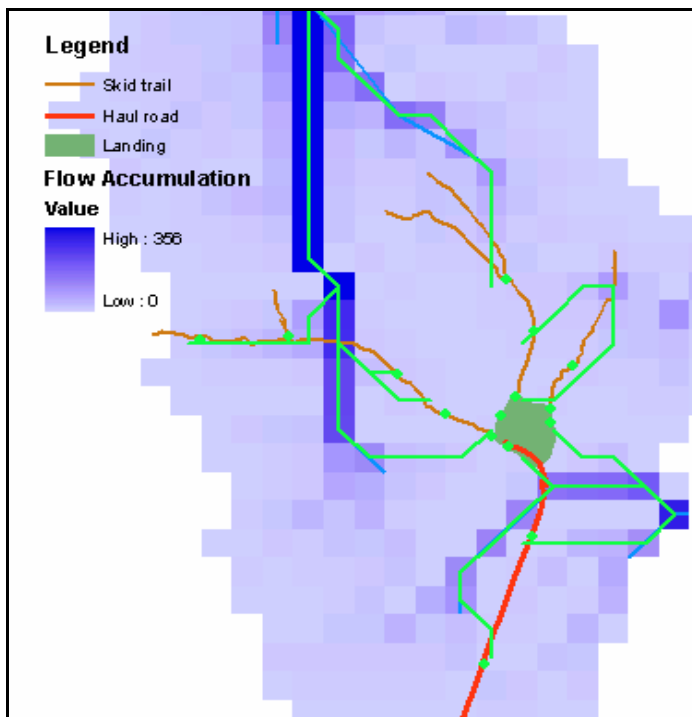 Legend
Skid trail
Haul road
Landing
Flow Accumulation
Value
High : 356
Low : 0